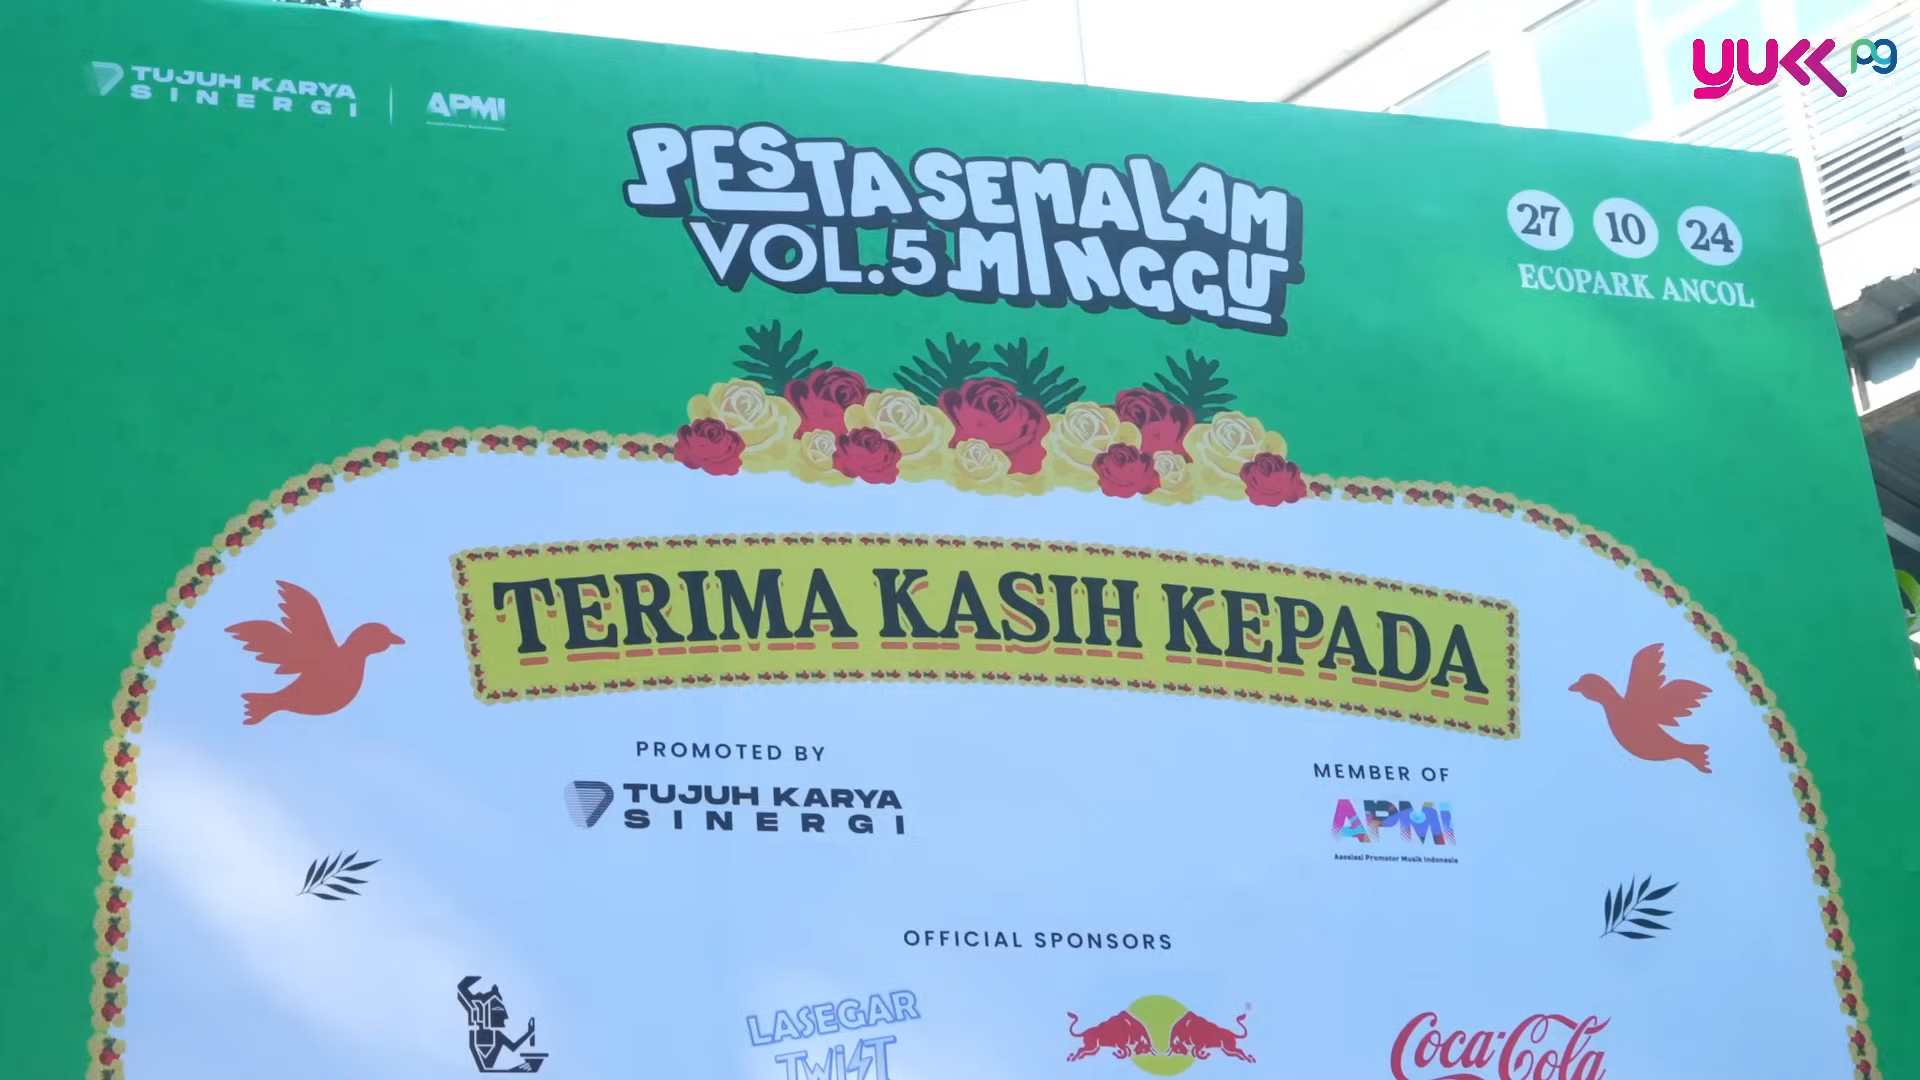 YUKK PG
TUJUH KARYA
SINERGI
APMI
PESTA SEMALAM
VOL.5 MINGGU
27 10 24
ECOPARK ANCOL
TERIMA KASIH KEPADA
PROMOTED BY
TUJUH KARYA
SINERGI
MEMBER OF
APMI
Asosiasi Promotor Musik Indonesia
OFFICIAL SPONSORS
LASEGAR
TWIST
Coca-Cola